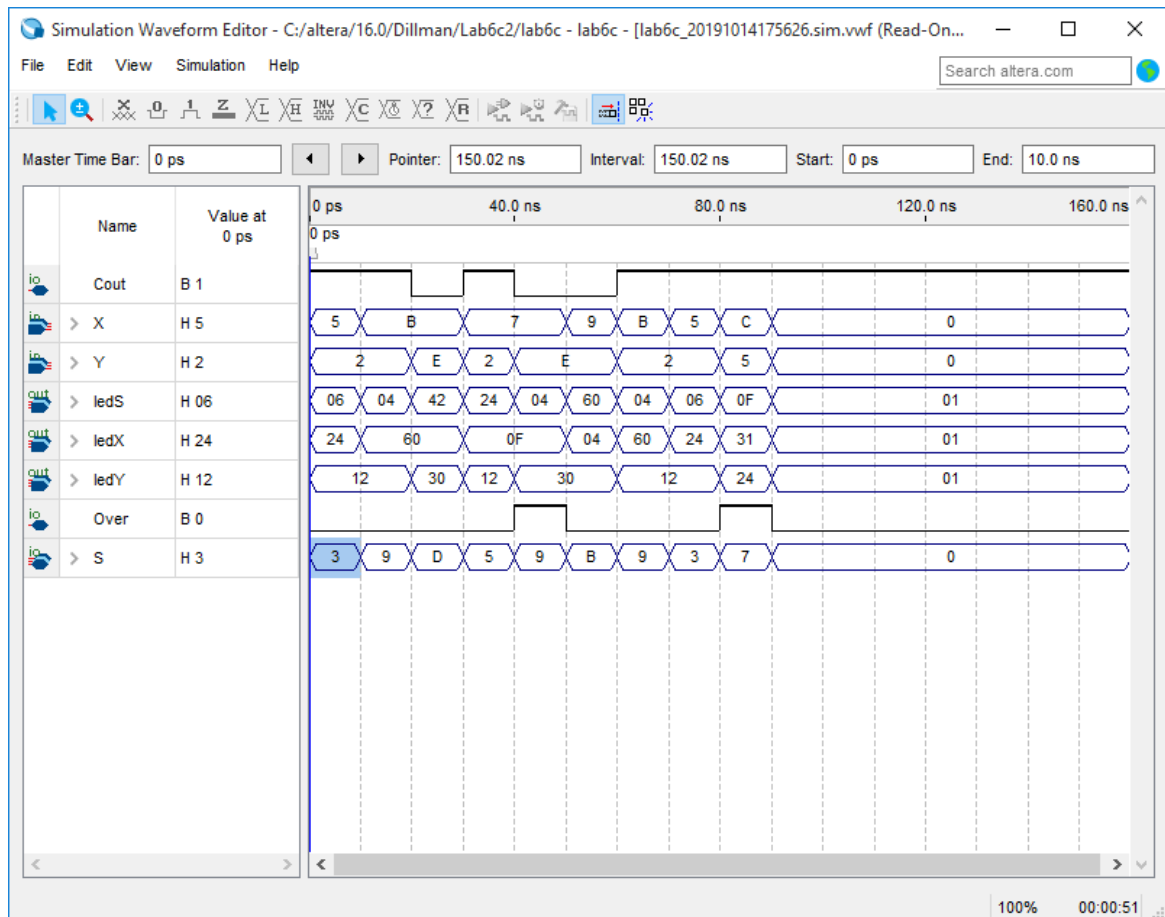 Simulation Waveform Editor - C:/altera/16.0/Dillman/Lab6c2/lab6c - lab6c - [lab6c_20191014175626.sim.vwf (Read-On...
File Edit View Simulation Help
Search altera.com
Master Time Bar: 0 ps Pointer: 150.02 ns Interval: 150.02 ns Start: 0 ps End: 10.0 ns
Name Value at 0 ps
0 ps 40.0 ns 80.0 ns 120.0 ns 160.0 ns
0 ps
Cout B 1
X H 5 5 B 7 9 B 5 C 0
Y H 2 2 E 2 E 2 5 0
ledS H 06 06 04 42 24 04 60 04 06 0F 01
ledX H 24 24 60 0F 04 60 24 31 01
ledY H 12 12 30 12 30 12 24 01
Over B 0
S H 3 3 9 D 5 9 B 9 3 7 0
100% 00:00:51